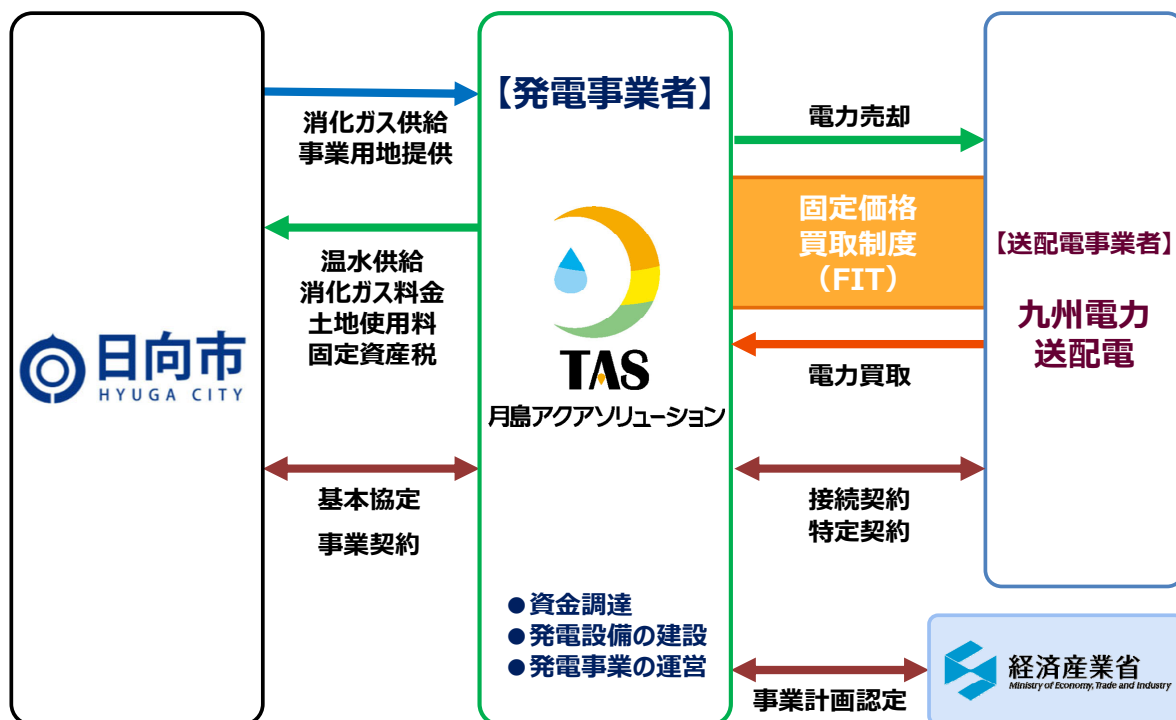 日向市
HYUGA CITY
消化ガス供給
事業用地提供
温水供給
消化ガス料金
土地使用料
固定資産税
基本協定
事業契約
【発電事業者】
TAS
月島アクアソリューション
●資金調達
●発電設備の建設
●発電事業の運営
電力売却
固定価格
買取制度
（FIT）
電力買取
接続契約
特定契約
事業計画認定
【送配電事業者】
九州電力
送配電
経済産業省
Ministry of Economy, Trade and Industry